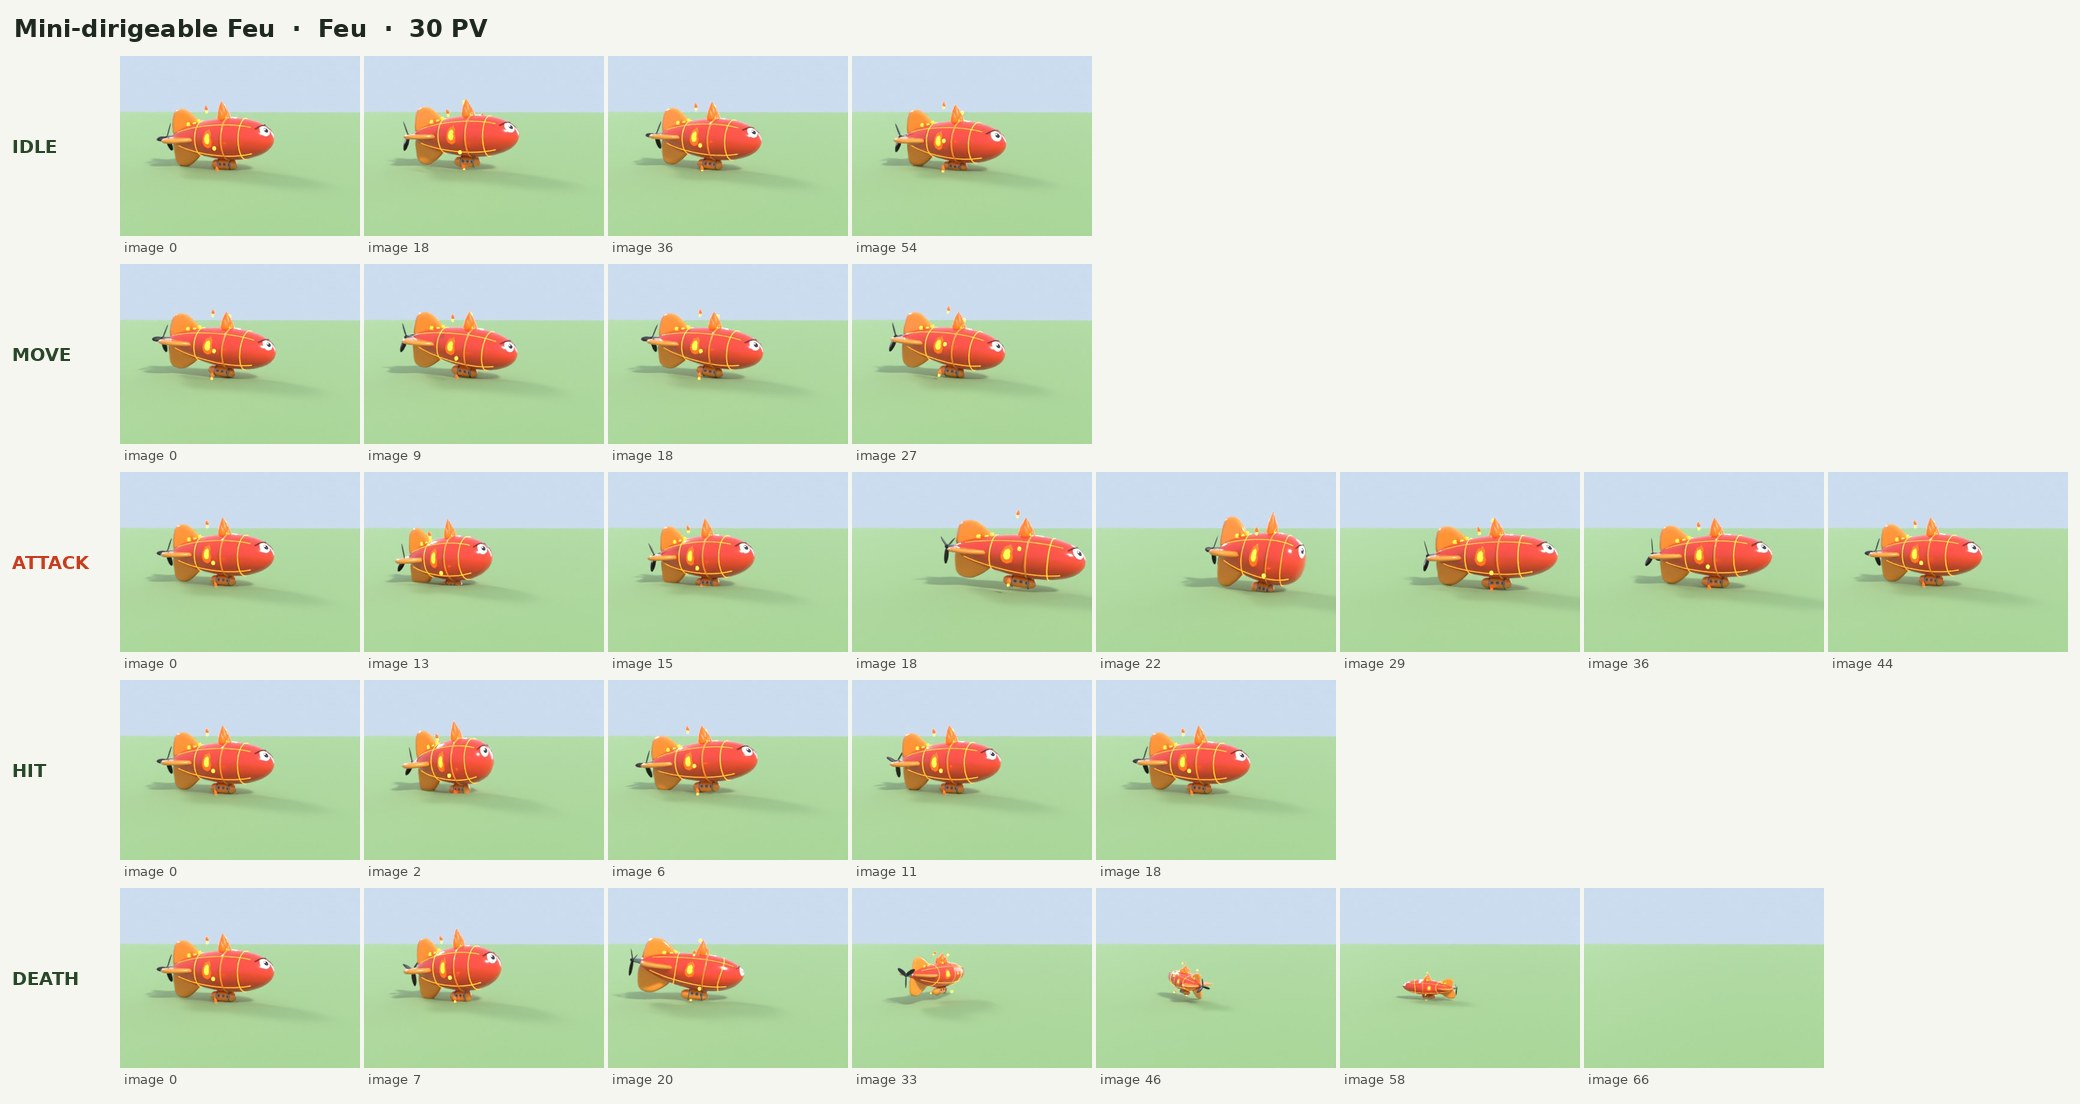 Mini-dirigeable Feu · Feu · 30 PV
IDLE
image 0 image 18 image 36 image 54
MOVE
image 0 image 9 image 18 image 27
ATTACK
image 0 image 13 image 15 image 18 image 22 image 29 image 36 image 44
HIT
image 0 image 2 image 6 image 11 image 18
DEATH
image 0 image 7 image 20 image 33 image 46 image 58 image 66